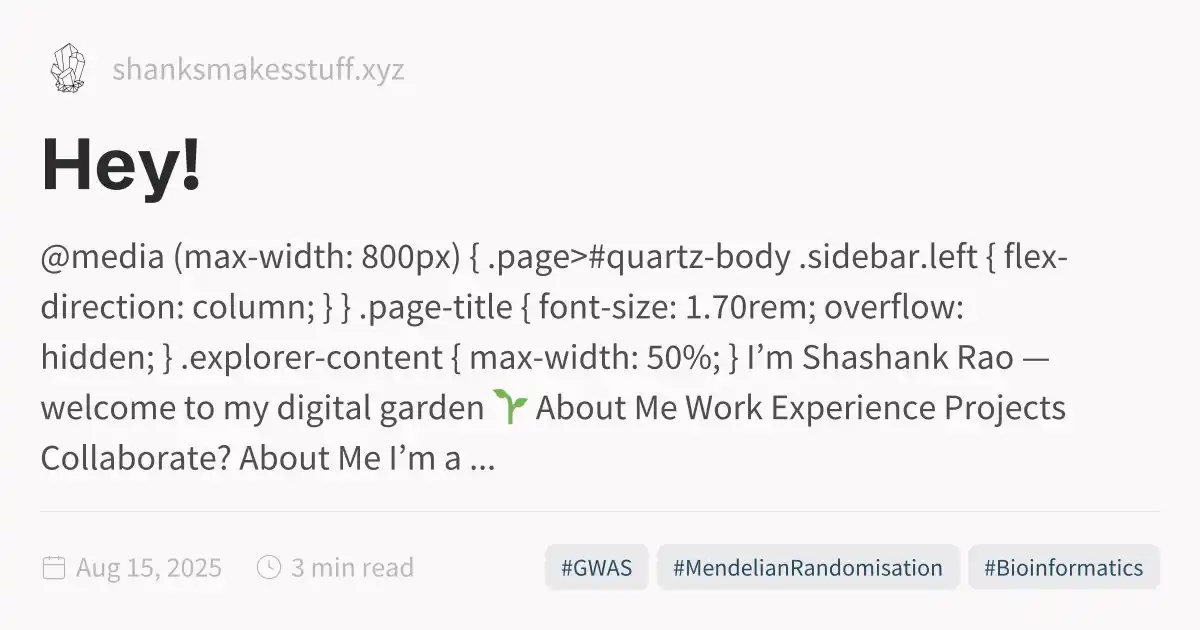 shanksmakesstuff.xyz
Hey!
@media (max-width: 800px) { .page>#quartz-body .sidebar.left { flex-
direction: column; } } .page-title { font-size: 1.70rem; overflow:
hidden; } .explorer-content { max-width: 50%; } I’m Shashank Rao —
welcome to my digital garden 🌱 About Me Work Experience Projects
Collaborate? About Me I’m a ...
Aug 15, 2025 3 min read #GWAS #MendelianRandomisation #Bioinformatics